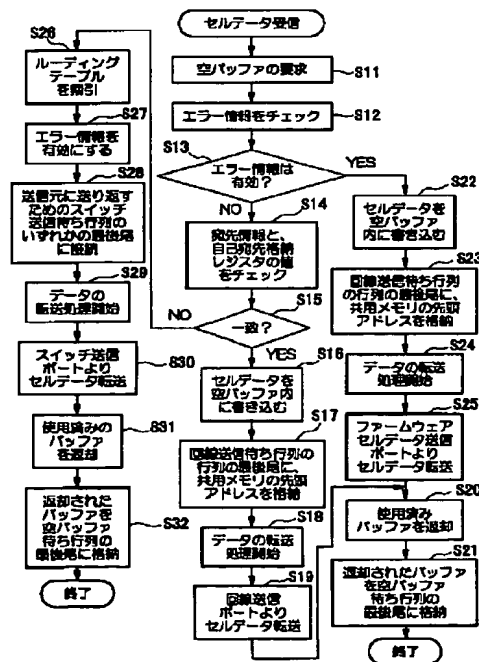 セルデータ受信
空バッファの要求
S11
エラー情報をチェック
S12
S13
エラー情報は
有効？
YES
NO
S14
宛先情報と、
自己宛先格納
レジスタの値
をチェック
S15
一致？
NO
YES
S16
セルデータを
空バッファ内
に書き込む
S17
回線送信待ち行列の
行列の最後尾に、
共用メモリの先頭
アドレスを格納
S18
データの転送
処理開始
S19
回線送信
ポートより
セルデータ転送
S22
セルデータを
空バッファ
内に書き込む
S23
回線送信待ち行列
の行列の最後尾に、
共用メモリの先頭
アドレスを格納
S24
データの転送
処理開始
S25
ファームウェア
セルデータ送信
ポートより
セルデータ転送
S20
使用済み
バッファを返却
S21
返却されたバッファ
を空バッファ
待ち行列の
最後尾に格納
終了
S26
ルーディング
テーブル
を索引
S27
エラー情報を
有効にする
S28
送信元に送り返す
ためのスイッチ
送信待ち行列の
いずれかの最後尾
に接続
S29
データの
転送処理開始
スイッチ送信
ポートより
セルデータ転送
S30
使用済みの
バッファ
を返却
S31
返却された
バッファを
空バッファ
待ち行列の
最後尾に格納
S32
終了